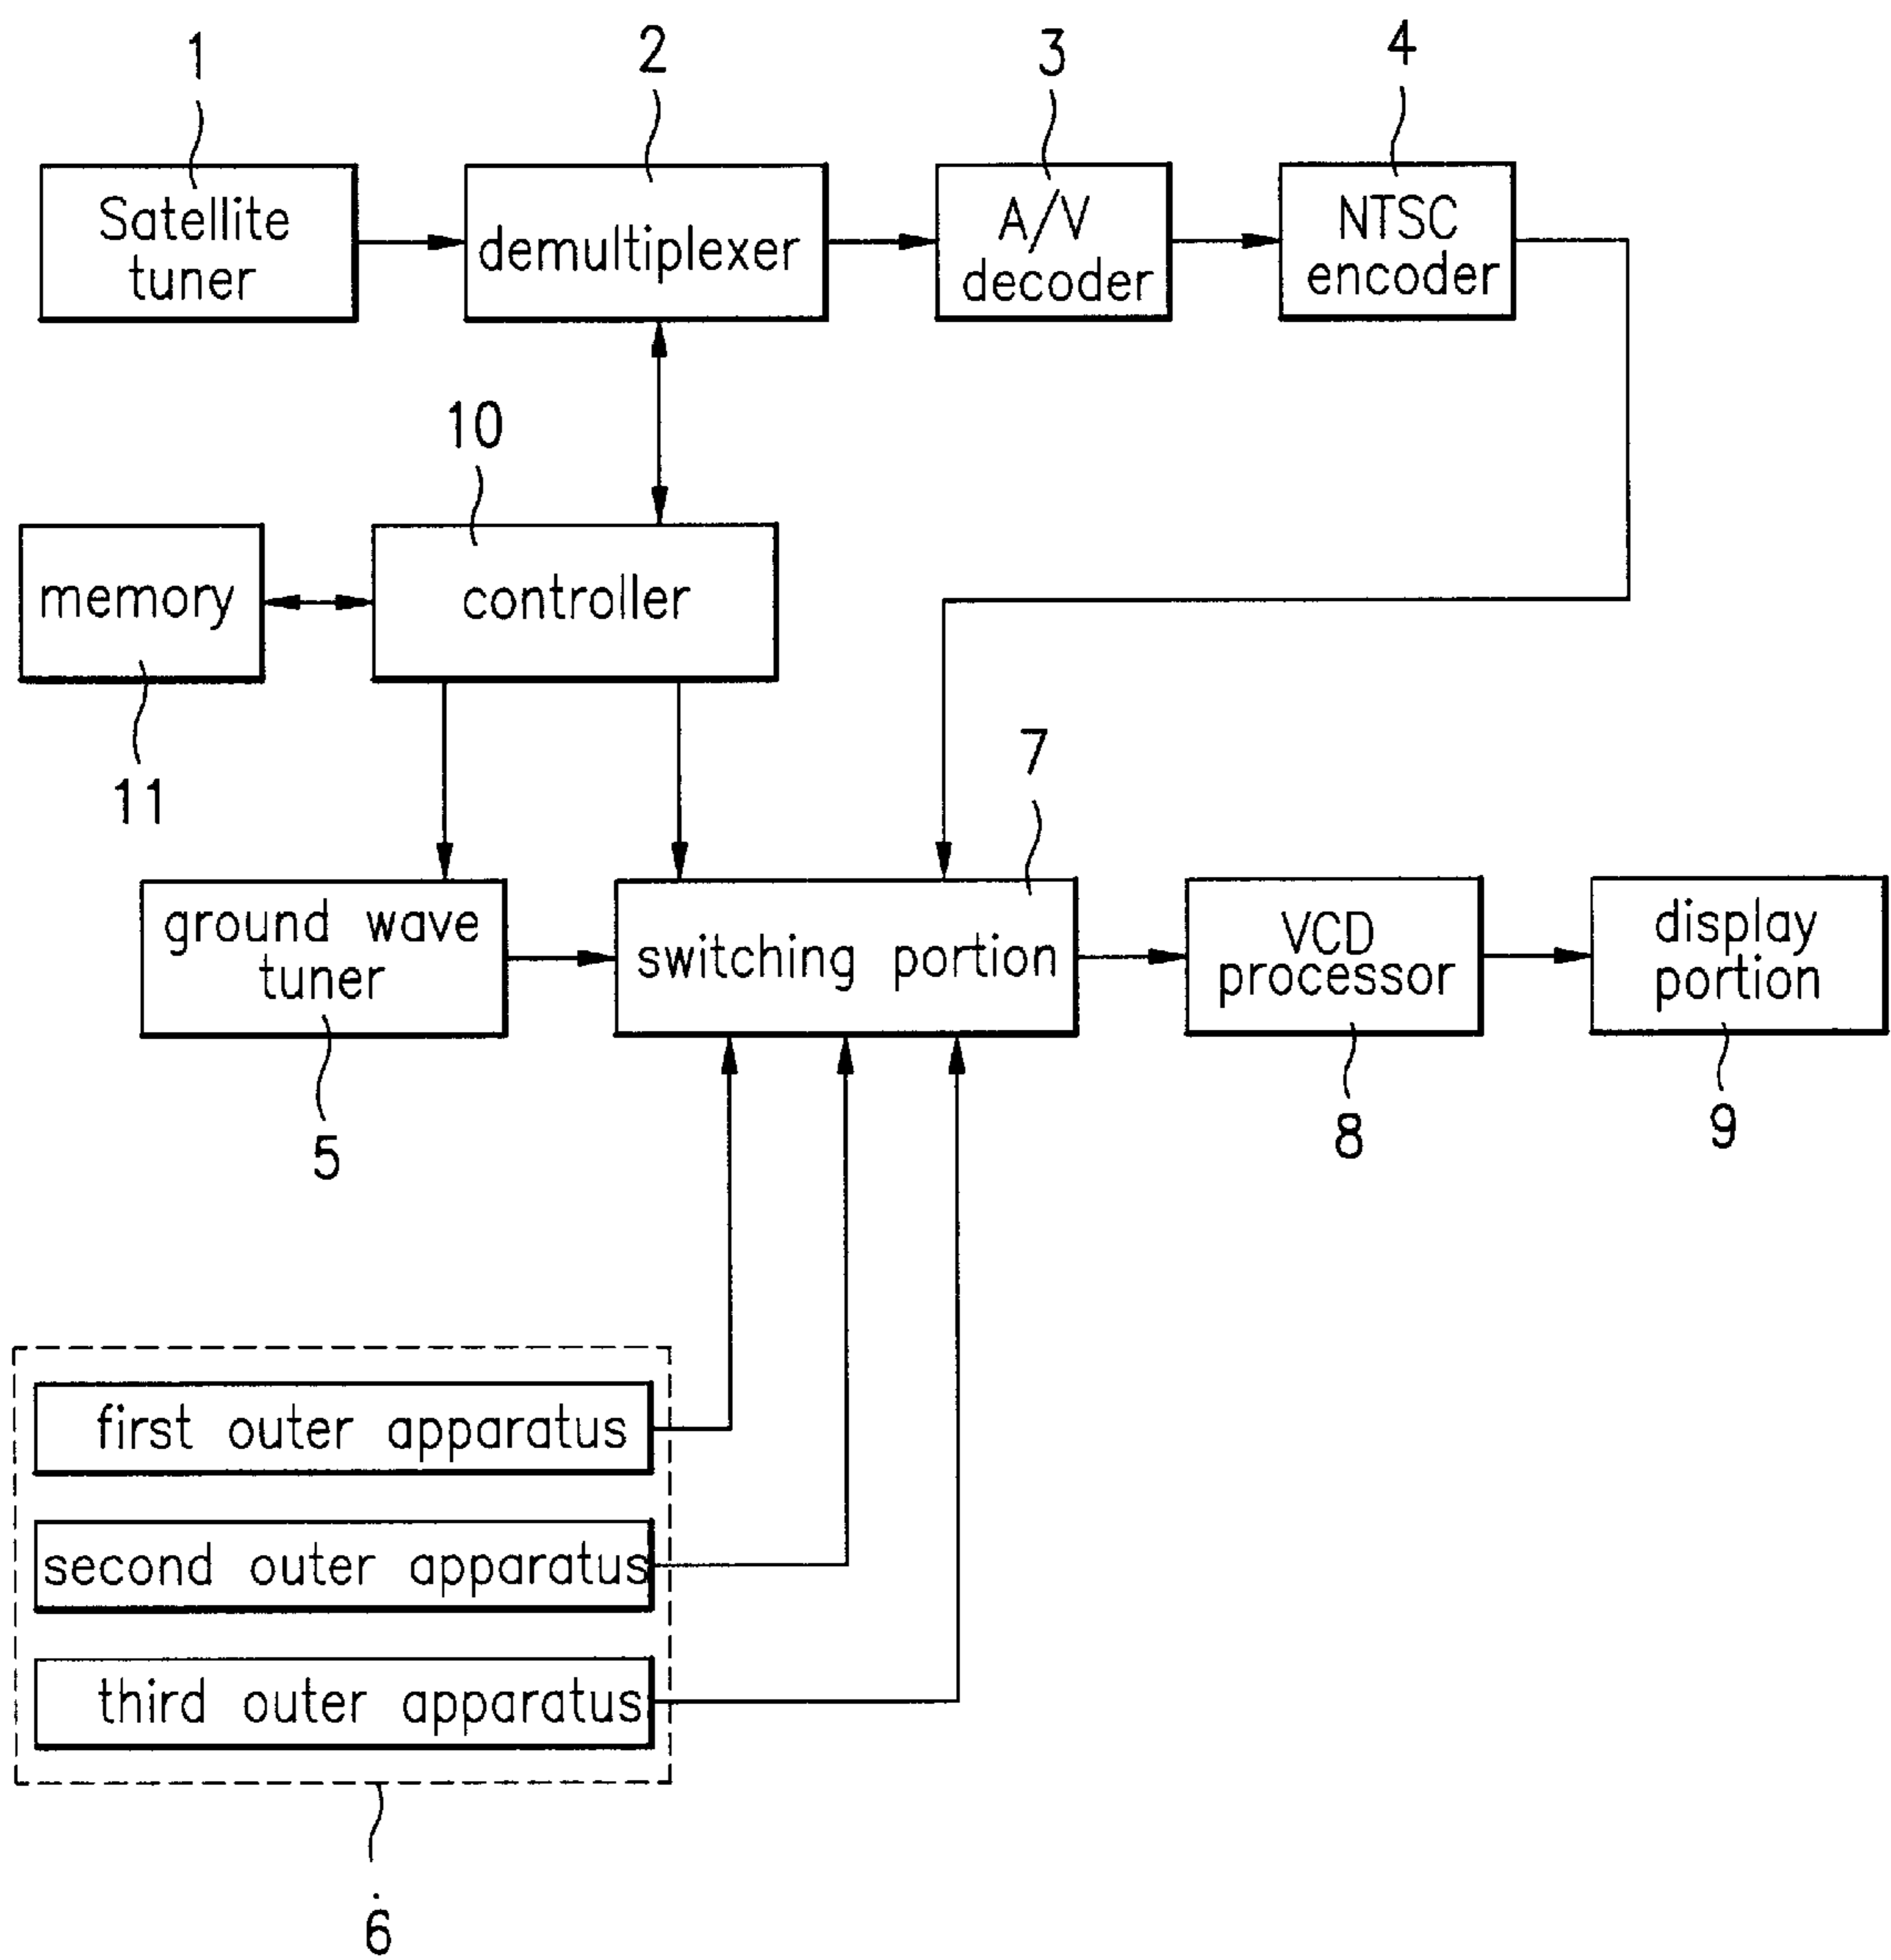 1
2
3
4
Satellite
tuner
demultiplexer
A/V
decoder
NTSC
encoder
10
memory
controller
11
7
ground wave
tuner
switching portion
VCD
processor
display
portion
5
8
9
first outer apparatus
second outer apparatus
third outer apparatus
6